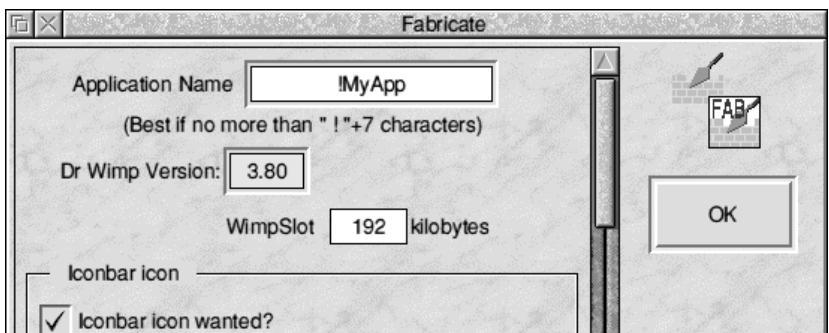 Fabricate
Application Name !MyApp
(Best if no more than " ! "+7 characters)
FAB
Dr Wimp Version: 3.80
WimpSlot 192 kilobytes
OK
Iconbar icon
Iconbar icon wanted?